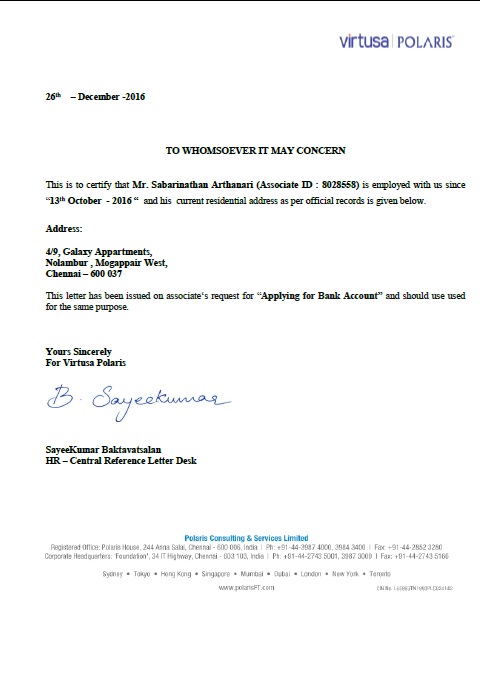 virtusa | POLARIS
26th – December -2016
TO WHOMSOEVER IT MAY CONCERN
This is to certify that Mr. Sabarinathan Arthanari (Associate ID : 8028558) is employed with us since
“13th October - 2016 “ and his current residential address as per official records is given below.
Address:
4/9, Galaxy Appartments,
Nolambur , Mogappair West,
Chennai – 600 037
This letter has been issued on associate‘s request for “Applying for Bank Account” and should use used
for the same purpose.
Yours Sincerely
For Virtusa Polaris
B. Sayeekumar
SayeeKumar Baktavatsalan
HR – Central Reference Letter Desk
Polaris Consulting & Services Limited
Registered Office: Polaris House, 244 Anna Salai, Chennai - 600 006, India | Ph: +91-44-3987 4000, 3984 3400 | Fax: +91-44-2852 3280
Corporate Headquarters: 'Foundation', 34 IT Highway, Chennai - 603 103, India | Ph: +91-44-2743 5001, 3987 3000 | Fax: +91-44-2743 5166
Sydney • Tokyo • Hong Kong • Singapore • Mumbai • Dubai • London • New York • Toronto
www.polarisFT.com
CIN No.